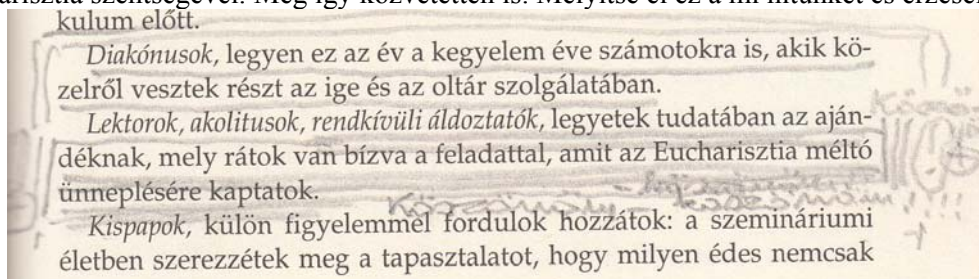 kulum előtt.
Diakónusok, legyen ez az év a kegyelem éve számotokra is, akik kö-
zelről vesztek részt az ige és az oltár szolgálatában.
Lektorok, akolitusok, rendkívüli áldoztatók, legyetek tudatában az aján-
déknak, mely rátok van bízva a feladattal, amit az Eucharisztia méltó
ünneplésére kaptatok.
Kispapok, külön figyelemmel fordulok hozzátok: a szemináriumi
életben szerezzétek meg a tapasztalatot, hogy milyen édes nemcsak